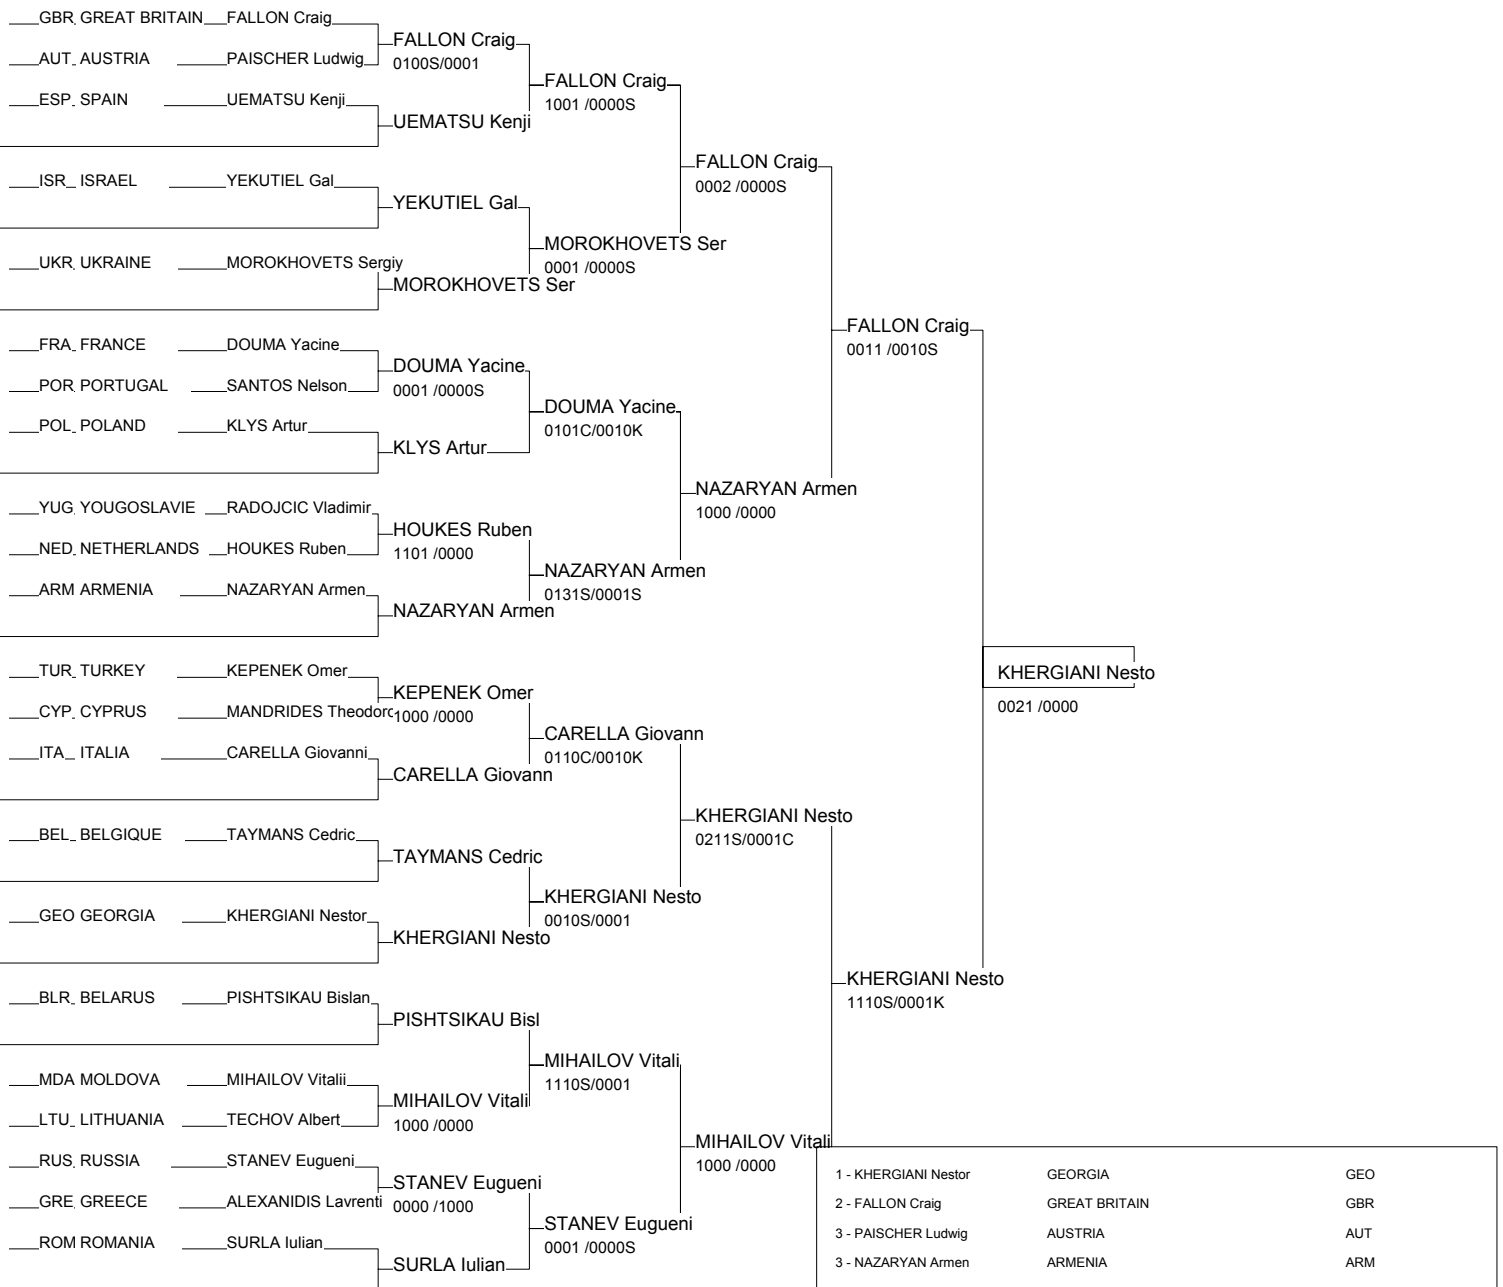 GBR GREAT BRITAIN FALLON Craig
FALLON Craig
AUT AUSTRIA PAISCHER Ludwig
0100S/0001
FALLON Craig
ESP SPAIN UEMATSU Kenji
1001 /0000S
UEMATSU Kenji
FALLON Craig
ISR ISRAEL YEKUTIEL Gal
0002 /0000S
YEKUTIEL Gal
MOROKHOVETS Ser
UKR UKRAINE MOROKHOVETS Sergiy
0001 /0000S
MOROKHOVETS Ser
FALLON Craig
FRA FRANCE DOUMA Yacine
0011 /0010S
DOUMA Yacine
POR PORTUGAL SANTOS Nelson
0001 /0000S
DOUMA Yacine
POL POLAND KLYS Artur
0101C/0010K
KLYS Artur
NAZARYAN Armen
YUG YOUGOSLAVIE RADOJCIC Vladimir
1000 /0000
HOUKES Ruben
NED NETHERLANDS HOUKES Ruben
1101 /0000
NAZARYAN Armen
ARM ARMENIA NAZARYAN Armen
0131S/0001S
NAZARYAN Armen
TUR TURKEY KEPENEK Omer
KHERGIANI Nesto
KEPENEK Omer
0021 /0000
CYP CYPRUS MANDRIDES Theodoro
1000 /0000
CARELLA Giovann
ITA ITALIA CARELLA Giovanni
0110C/0010K
CARELLA Giovann
KHERGIANI Nesto
BEL BELGIQUE TAYMANS Cedric
0211S/0001C
TAYMANS Cedric
KHERGIANI Nesto
GEO GEORGIA KHERGIANI Nestor
0010S/0001
KHERGIANI Nesto
KHERGIANI Nesto
BLR BELARUS PISHTSIKAU Bislan
1110S/0001K
PISHTSIKAU Bisl
MIHAILOV Vitali
MDA MOLDOVA MIHAILOV Vitalii
1110S/0001
MIHAILOV Vitali
LTU LITHUANIA TECHOV Albert
1000 /0000
MIHAILOV Vitali
RUS RUSSIA STANEV Eugueni
1000 /0000
STANEV Eugueni
GRE GREECE ALEXANIDIS Lavrenti
0000 /1000
STANEV Eugueni
ROM ROMANIA SURLA Iulian
0001 /0000S
SURLA Iulian
1 - KHERGIANI Nestor GEORGIA GEO
2 - FALLON Craig GREAT BRITAIN GBR
3 - PAISCHER Ludwig AUSTRIA AUT
3 - NAZARYAN Armen ARMENIA ARM